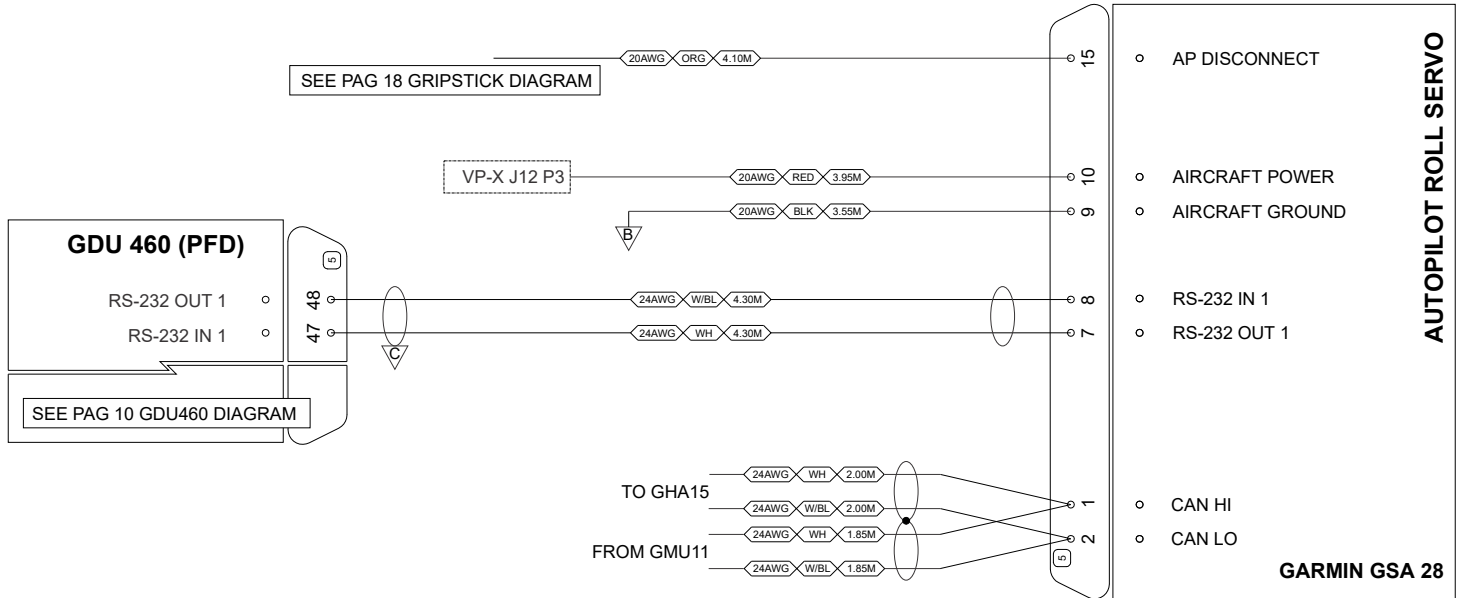 20AWG ORG 4.10M
15
AP DISCONNECT
SEE PAG 18 GRIPSTICK DIAGRAM
VP-X J12 P3
20AWG RED 3.95M
10
AIRCRAFT POWER
20AWG BLK 3.55M
9
AIRCRAFT GROUND
B
AUTOPILOT ROLL SERVO
GDU 460 (PFD)
5
RS-232 OUT 1
48
24AWG W/BL 4.30M
8
RS-232 IN 1
RS-232 IN 1
47
24AWG WH 4.30M
7
RS-232 OUT 1
C
SEE PAG 10 GDU460 DIAGRAM
TO GHA15
24AWG WH 2.00M
24AWG W/BL 2.00M
1
CAN HI
FROM GMU11
24AWG WH 1.85M
24AWG W/BL 1.85M
2
CAN LO
5
GARMIN GSA 28